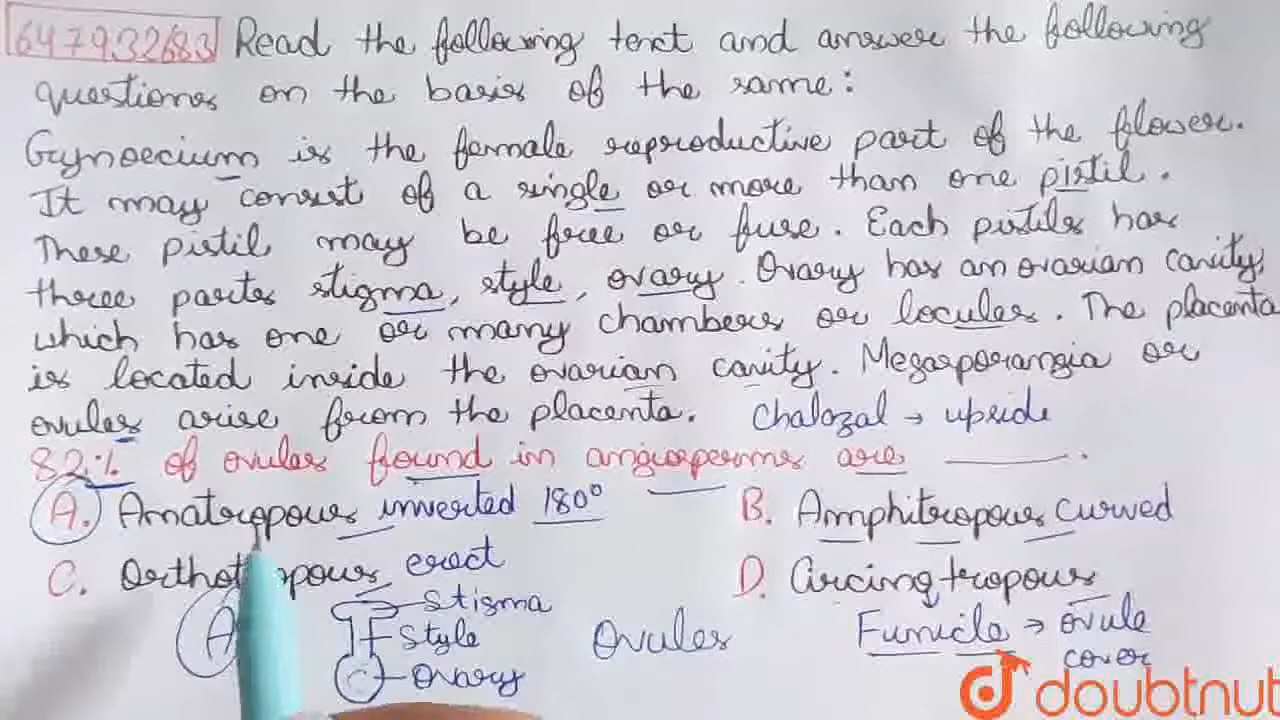 647932683 Read the following text and answer the following
questions on the basis of the same:
Gynoecium is the female reproductive part of the flower.
It may consist of a single or more than one pistil.
These pistil may be free or fuse. Each pistils has
three parts stigma, style, ovary. Ovary has an ovarian cavity,
which has one or many chambers or locules. The placenta
is located inside the ovarian cavity. Megasporangia or
ovules arise from the placenta. Chalazal → upside
82% of ovules found in angiosperms are ______.
A. Anatropous inverted 180°
B. Amphitropous curved
C. erect
D. Circinotropous
A
Stigma
Style
Ovary
Ovules
Funicle → ovule
cover
doubtnut